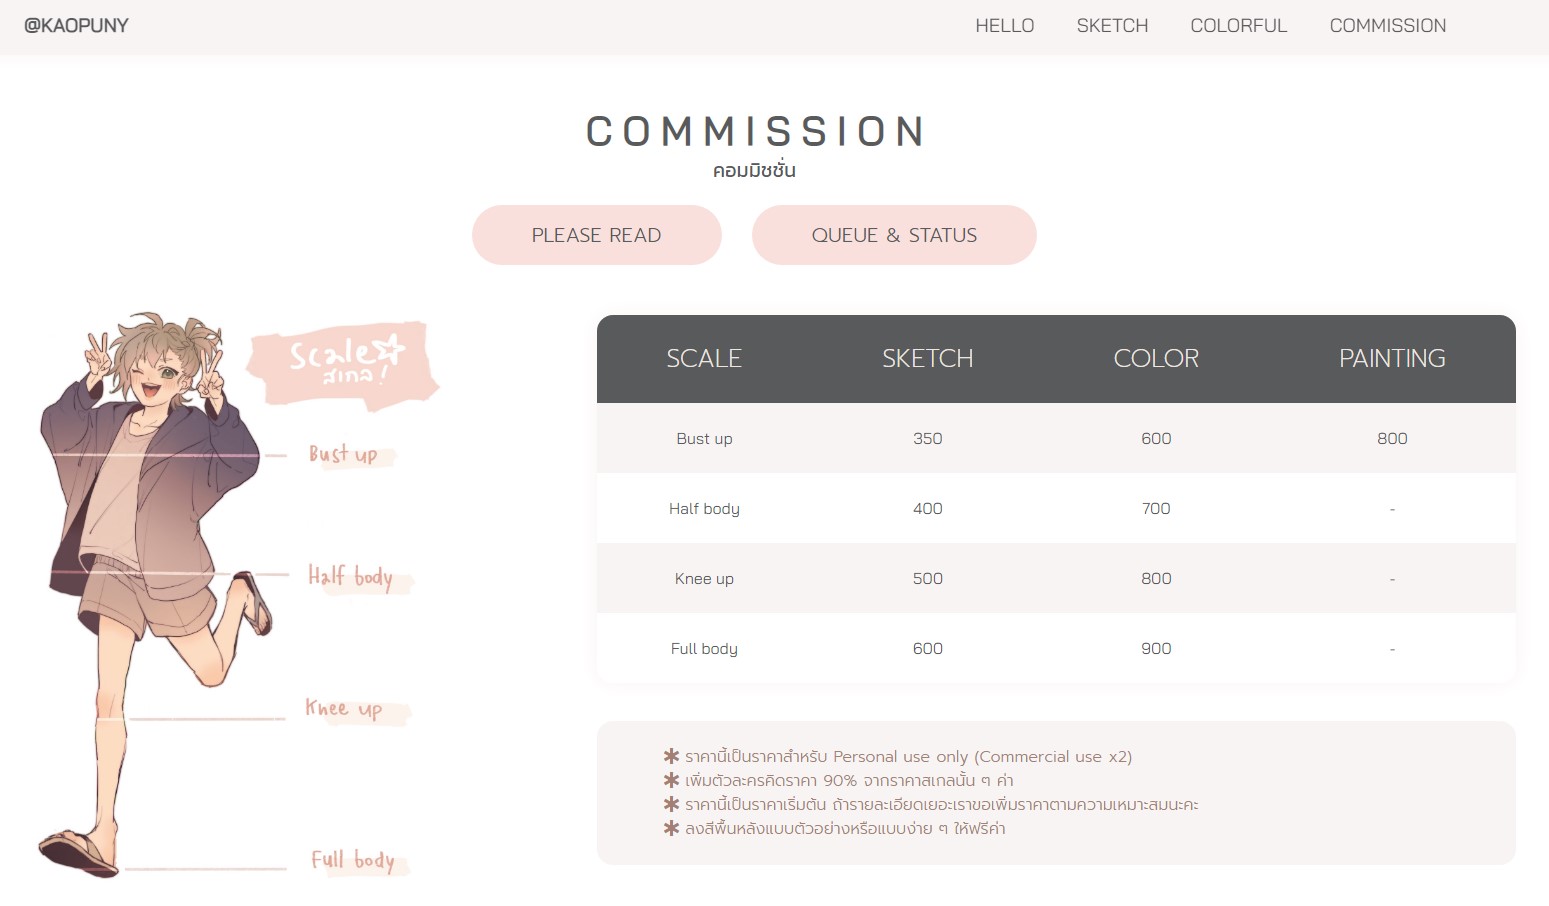 @KAOPUNY
HELLO SKETCH COLORFUL COMMISSION
COMMISSION
คอมมิชชั่น
PLEASE READ
QUEUE & STATUS
Scale
สเกล!
Bust up
Half body
Knee up
Full body
SCALE SKETCH COLOR PAINTING
Bust up 350 600 800
Half body 400 700 -
Knee up 500 800 -
Full body 600 900 -
ราคานี้เป็นราคาสำหรับ Personal use only (Commercial use x2)
เพิ่มตัวละครคิดราคา 90% จากราคาสเกลนั้น ๆ ค่า
ราคานี้เป็นราคาเริ่มต้น ถ้ารายละเอียดเยอะเราขอเพิ่มราคาตามความเหมาะสมนะคะ
ลงสีพื้นหลังแบบตัวอย่างหรือแบบง่าย ๆ ให้ฟรีค่า